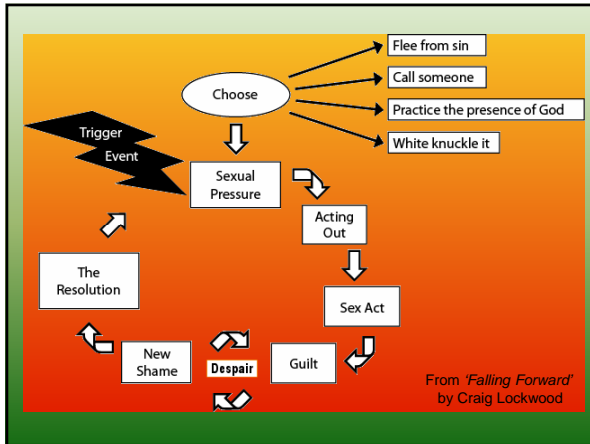 Flee from sin
Call someone
Choose
Practice the presence of God
Trigger
Event
White knuckle it
Sexual
Pressure
Acting
Out
The
Resolution
Sex Act
New
Shame
Despair
Guilt
From 'Falling Forward'
by Craig Lockwood